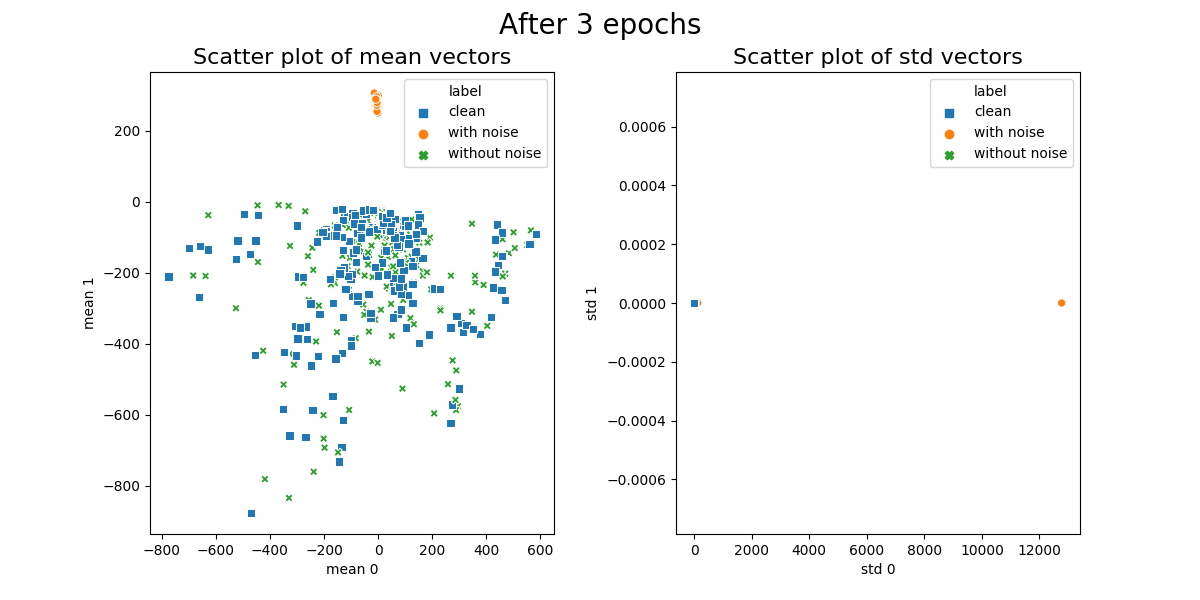 After 3 epochs
Scatter plot of mean vectors
label
clean
with noise
without noise
200
0
−200
−400
−600
−800
mean 1
−800 −600 −400 −200 0 200 400 600
mean 0
Scatter plot of std vectors
label
clean
with noise
without noise
0.0006
0.0004
0.0002
0.0000
−0.0002
−0.0004
−0.0006
std 1
0 2000 4000 6000 8000 10000 12000
std 0